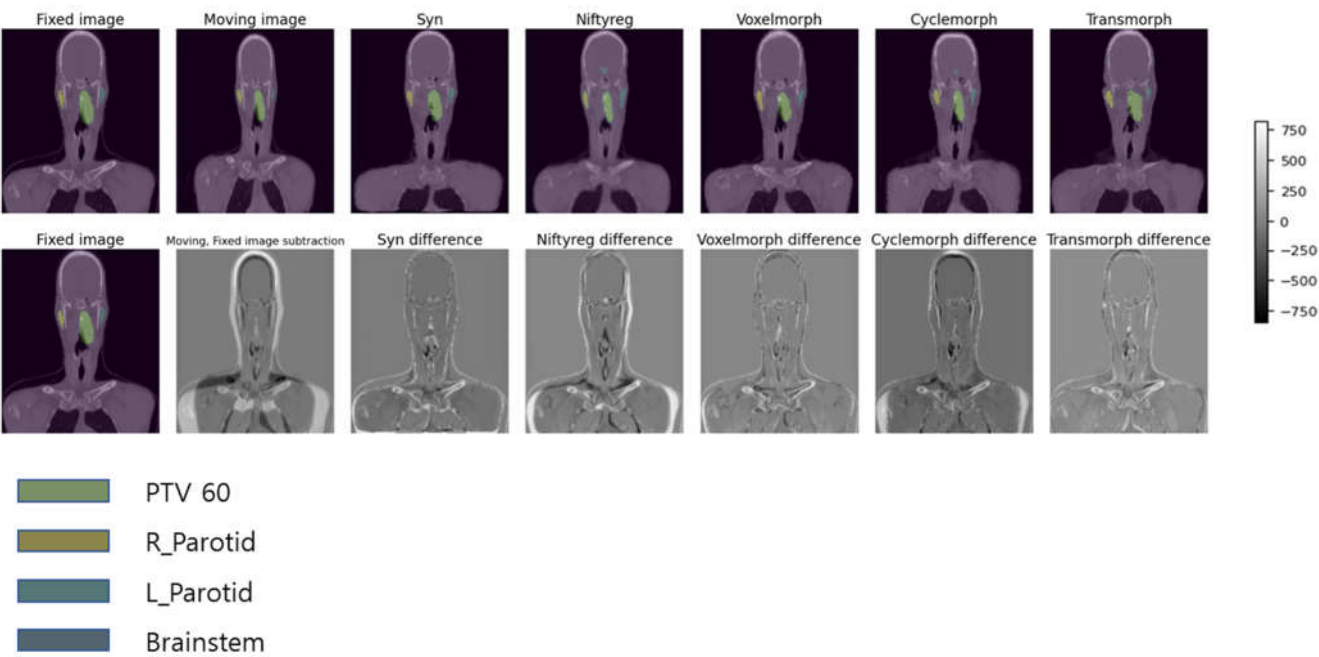 Fixed image Moving image Syn Niftyreg Voxelmorph Cyclemorph Transmorph
Fixed image Moving, Fixed image subtraction Syn difference Niftyreg difference Voxelmorph difference Cyclemorph difference Transmorph difference
750
500
250
0
−250
−500
−750
PTV 60
R_Parotid
L_Parotid
Brainstem